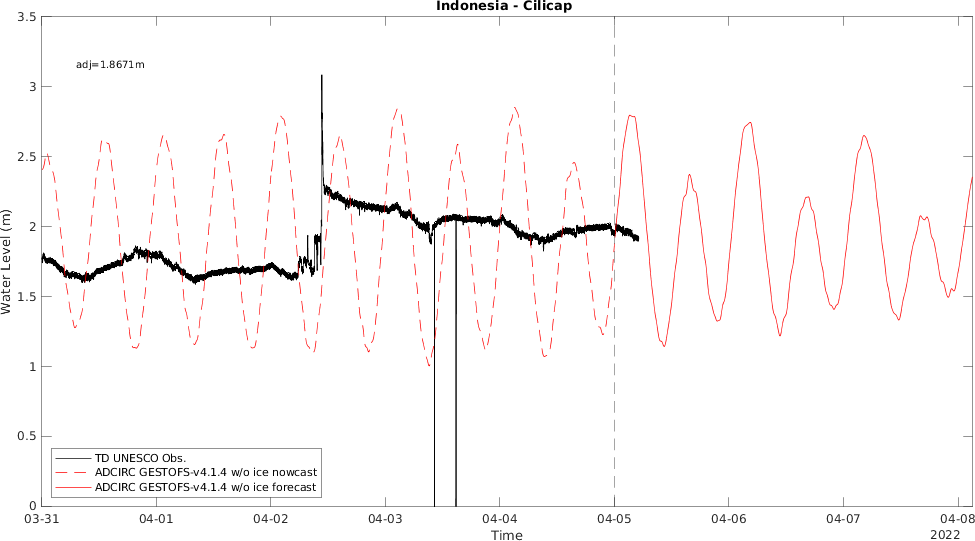 Indonesia - Cilicap
3.5
adj=1.8671m
3
2.5
2
1.5
1
0.5
0
Water Level (m)
TD UNESCO Obs.
ADCIRC GESTOFS-v4.1.4 w/o ice nowcast
ADCIRC GESTOFS-v4.1.4 w/o ice forecast
03-31 04-01 04-02 04-03 04-04 04-05 04-06 04-07 04-08
Time
2022